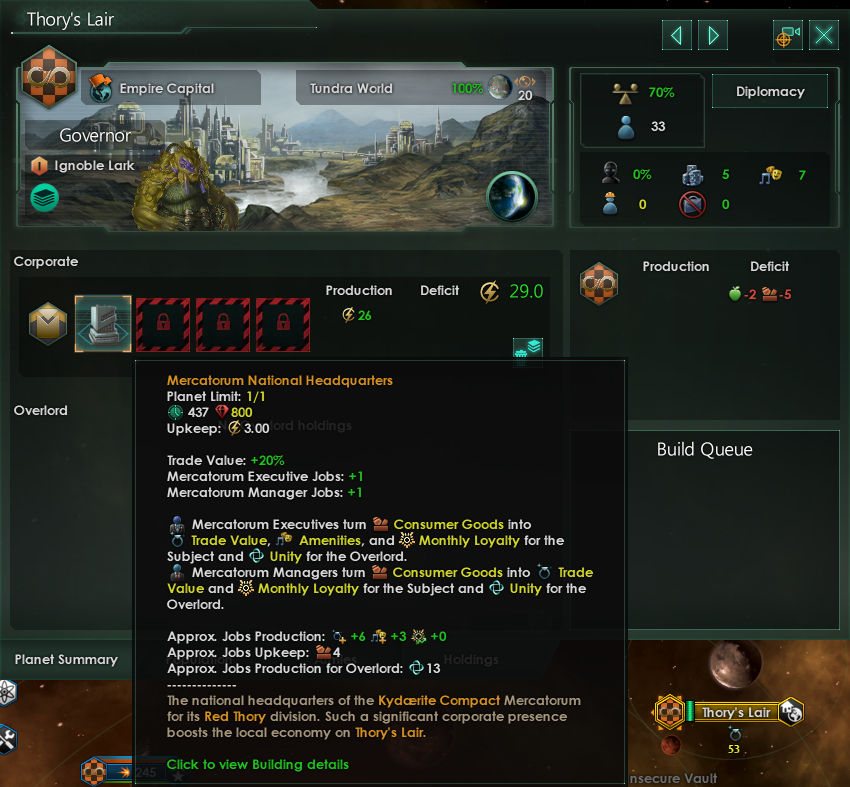 Thory's Lair
Empire Capital
Tundra World
100%
20
Governor
Ignoble Lark
70%
33
Diplomacy
0%
5
7
0
0
Corporate
Production
Deficit
29.0
26
Production
Deficit
-2
-5
Overlord
Mercatorum National Headquarters
Planet Limit: 1/1
437 800
Upkeep: 3.00
Trade Value: +20%
Mercatorum Executive Jobs: +1
Mercatorum Manager Jobs: +1
Mercatorum Executives turn Consumer Goods into
Trade Value, Amenities, and Monthly Loyalty for the
Subject and Unity for the Overlord.
Mercatorum Managers turn Consumer Goods into Trade
Value and Monthly Loyalty for the Subject and Unity for the
Overlord.
Approx. Jobs Production: +6 +3 +0
Approx. Jobs Upkeep: 4
Approx. Jobs Production for Overlord: 13
--------------
The national headquarters of the Kydærite Compact Mercatorum
for its Red Thory division. Such a significant corporate presence
boosts the local economy on Thory's Lair.
Click to view Building details
Build Queue
Planet Summary
Holdings
Thory's Lair
53
245
nsecure Vault